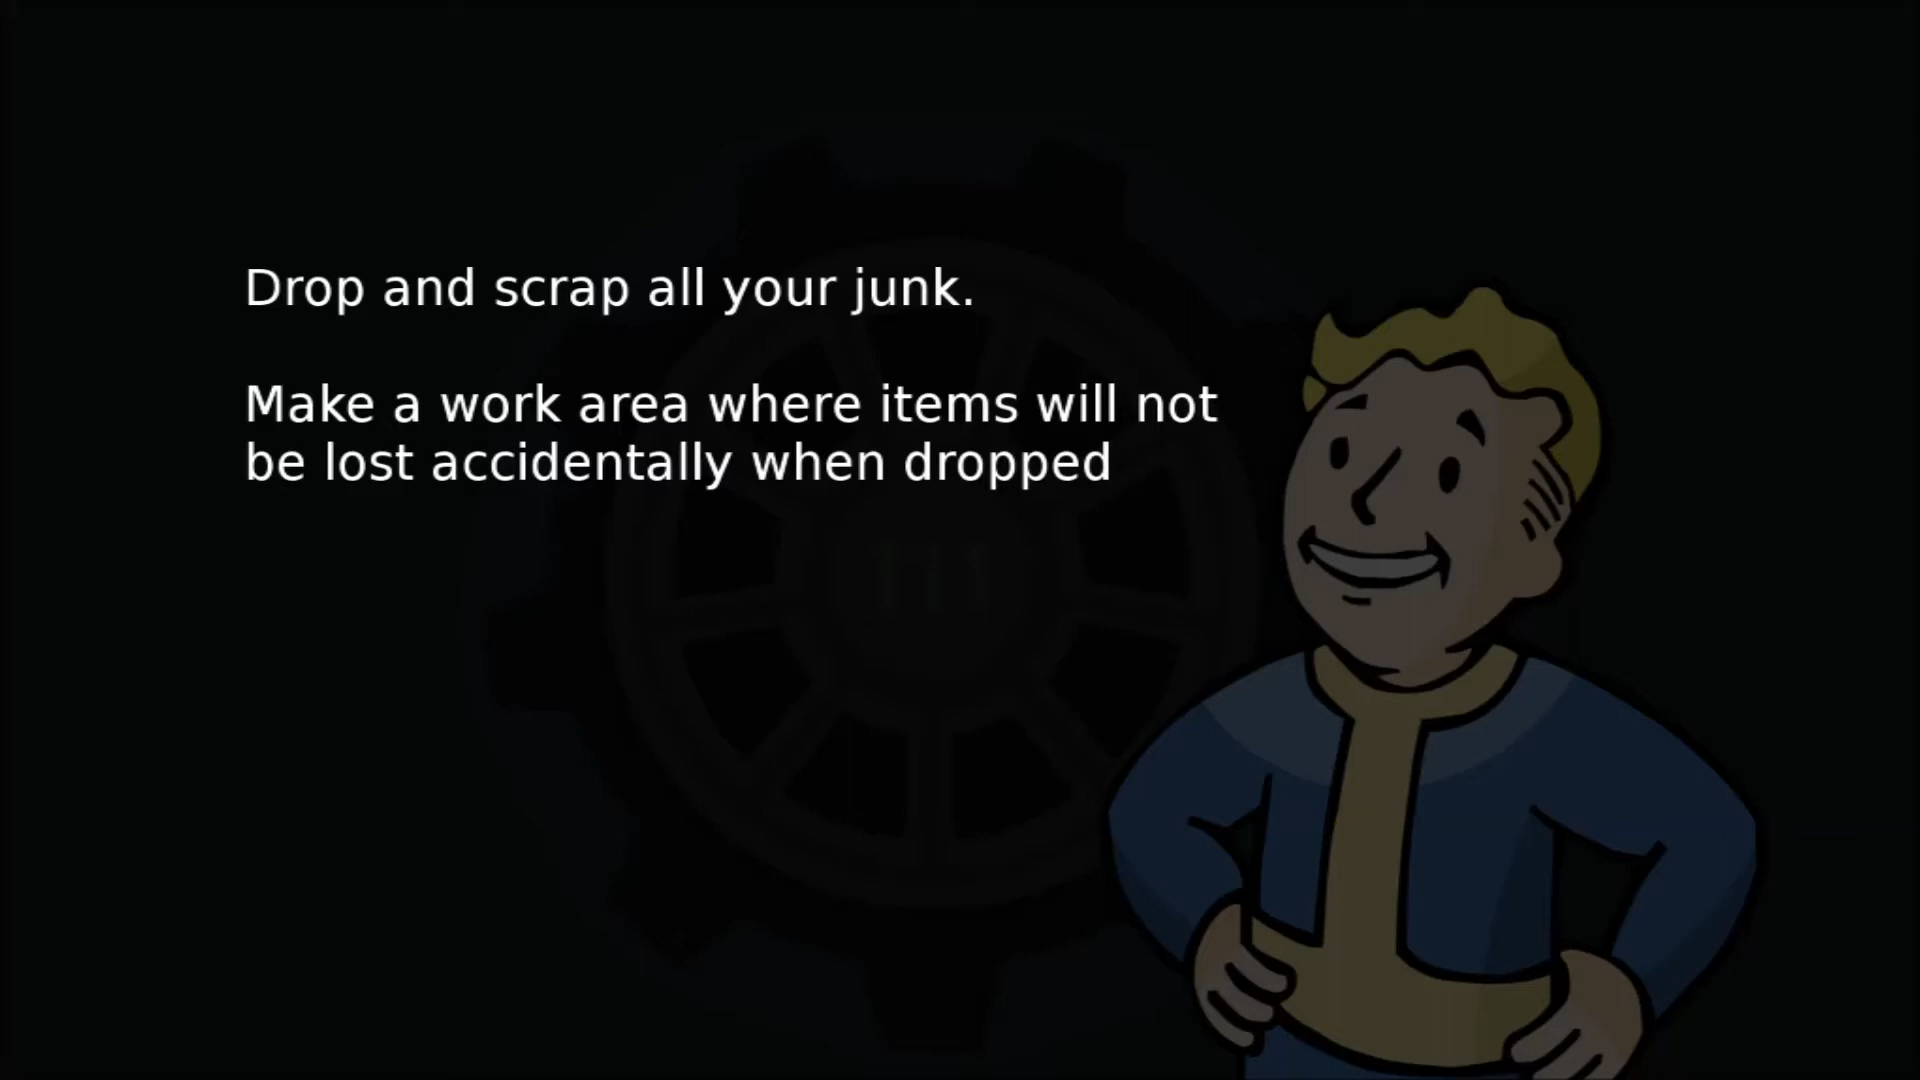 Drop and scrap all your junk.
Make a work area where items will not
be lost accidentally when dropped